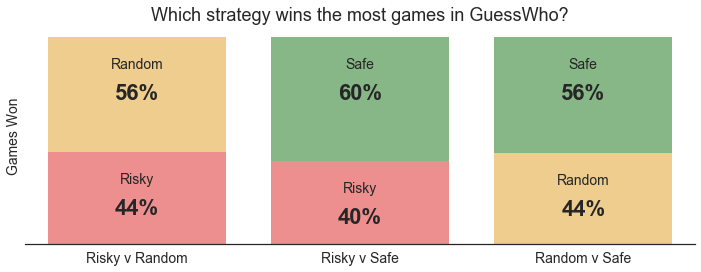 Which strategy wins the most games in GuessWho?
Games Won
Random
56%
Risky
44%
Safe
60%
Risky
40%
Safe
56%
Random
44%
Risky v Random
Risky v Safe
Random v Safe